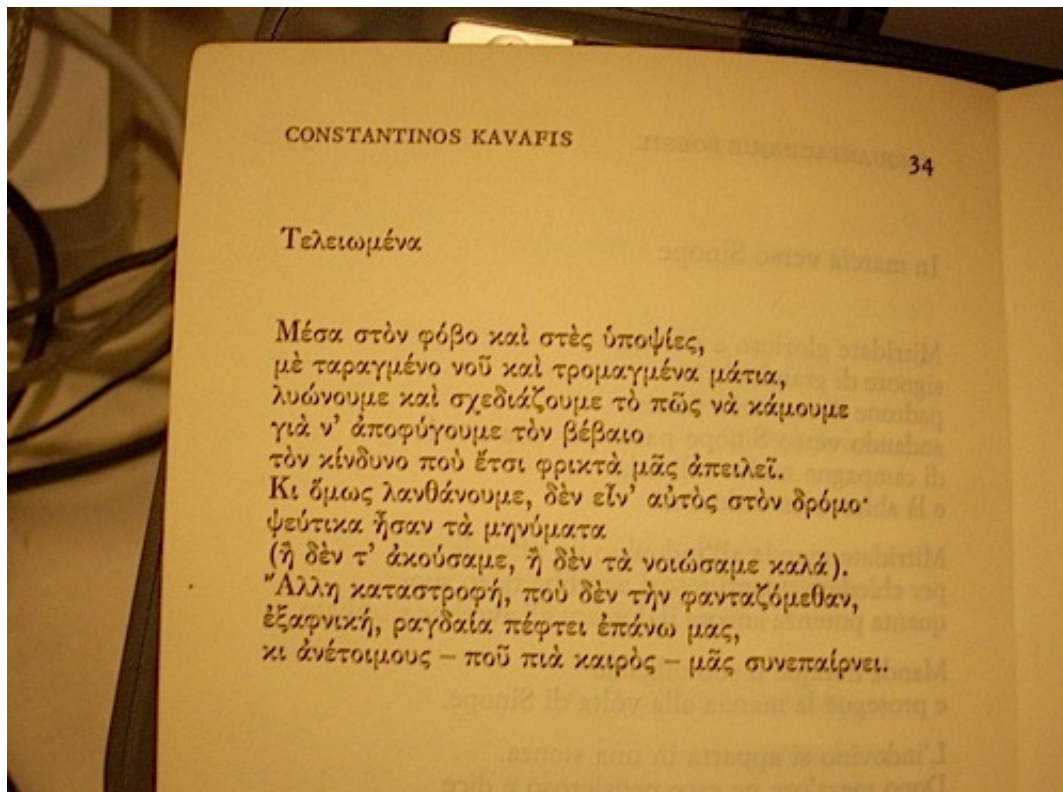 CONSTANTINOS KAVAFIS
34
Τελειωμένα
Μέσα στὸν φόβο καὶ στὲς ὑποψίες,
μὲ ταραγμένο νοῦ καὶ τρομαγμένα μάτια,
λυώνουμε καὶ σχεδιάζουμε τὸ πῶς νὰ κάμουμε
γιὰ ν' ἀποφύγουμε τὸν βέβαιο
τὸν κίνδυνο ποὺ ἔτσι φρικτὰ μᾶς ἀπειλεῖ.
Κι ὅμως λανθάνουμε, δὲν εἶν' αὐτὸς στὸν δρόμο·
ψεύτικα ἦσαν τὰ μηνύματα
(ἢ δὲν τ' ἀκούσαμε, ἢ δὲν τὰ νοιώσαμε καλά).
Ἄλλη καταστροφή, ποὺ δὲν τὴν φανταζόμεθαν,
ἐξαφνική, ραγδαία πέφτει ἐπάνω μας,
κι ἀνέτοιμους – ποῦ πιὰ καιρὸς – μᾶς συνεπαίρνει.